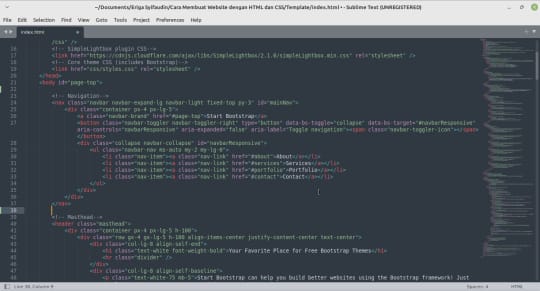 ~/Documents/Eriga Syifaudin/Cara Membuat Website dengan HTML dan CSS/Template/index.html • - Sublime Text (UNREGISTERED)
File Edit Selection Find View Goto Tools Project Preferences Help
index.html
/css" />
16 <!-- SimpleLightbox plugin CSS-->
17 <link href="https://cdnjs.cloudflare.com/ajax/libs/SimpleLightbox/2.1.0/simpleLightbox.min.css" rel="stylesheet" />
18 <!-- Core theme CSS (includes Bootstrap)-->
19 <link href="css/styles.css" rel="stylesheet" />
20 </head>
21 <body id="page-top">
22
23 <!-- Navigation-->
24 <nav class="navbar navbar-expand-lg navbar-light fixed-top py-3" id="mainNav">
25 <div class="container px-4 px-lg-5">
26 <a class="navbar-brand" href="#page-top">Start Bootstrap</a>
27 <button class="navbar-toggler navbar-toggler-right" type="button" data-bs-toggle="collapse" data-bs-target="#navbarResponsive"
aria-controls="navbarResponsive" aria-expanded="false" aria-label="Toggle navigation"><span class="navbar-toggler-icon"></span>
</button>
28 <div class="collapse navbar-collapse" id="navbarResponsive">
29 <ul class="navbar-nav ms-auto my-2 my-lg-0">
30 <li class="nav-item"><a class="nav-link" href="#about">About</a></li>
31 <li class="nav-item"><a class="nav-link" href="#services">Services</a></li>
32 <li class="nav-item"><a class="nav-link" href="#portfolio">Portfolio</a></li>
33 <li class="nav-item"><a class="nav-link" href="#contact">Contact</a></li>
34 </ul>
35 </div>
36 </div>
37 </nav>
38
39 <!-- Masthead-->
40 <header class="masthead">
41 <div class="container px-4 px-lg-5 h-100">
42 <div class="row gx-4 gx-lg-5 h-100 align-items-center justify-content-center text-center">
43 <div class="col-lg-8 align-self-end">
44 <h1 class="text-white font-weight-bold">Your Favorite Place for Free Bootstrap Themes</h1>
45 <hr class="divider" />
46 </div>
47 <div class="col-lg-8 align-self-baseline">
48 <p class="text-white-75 mb-5">Start Bootstrap can help you build better websites using the Bootstrap framework! Just
Line 38, Column 9 Spaces: 4 HTML